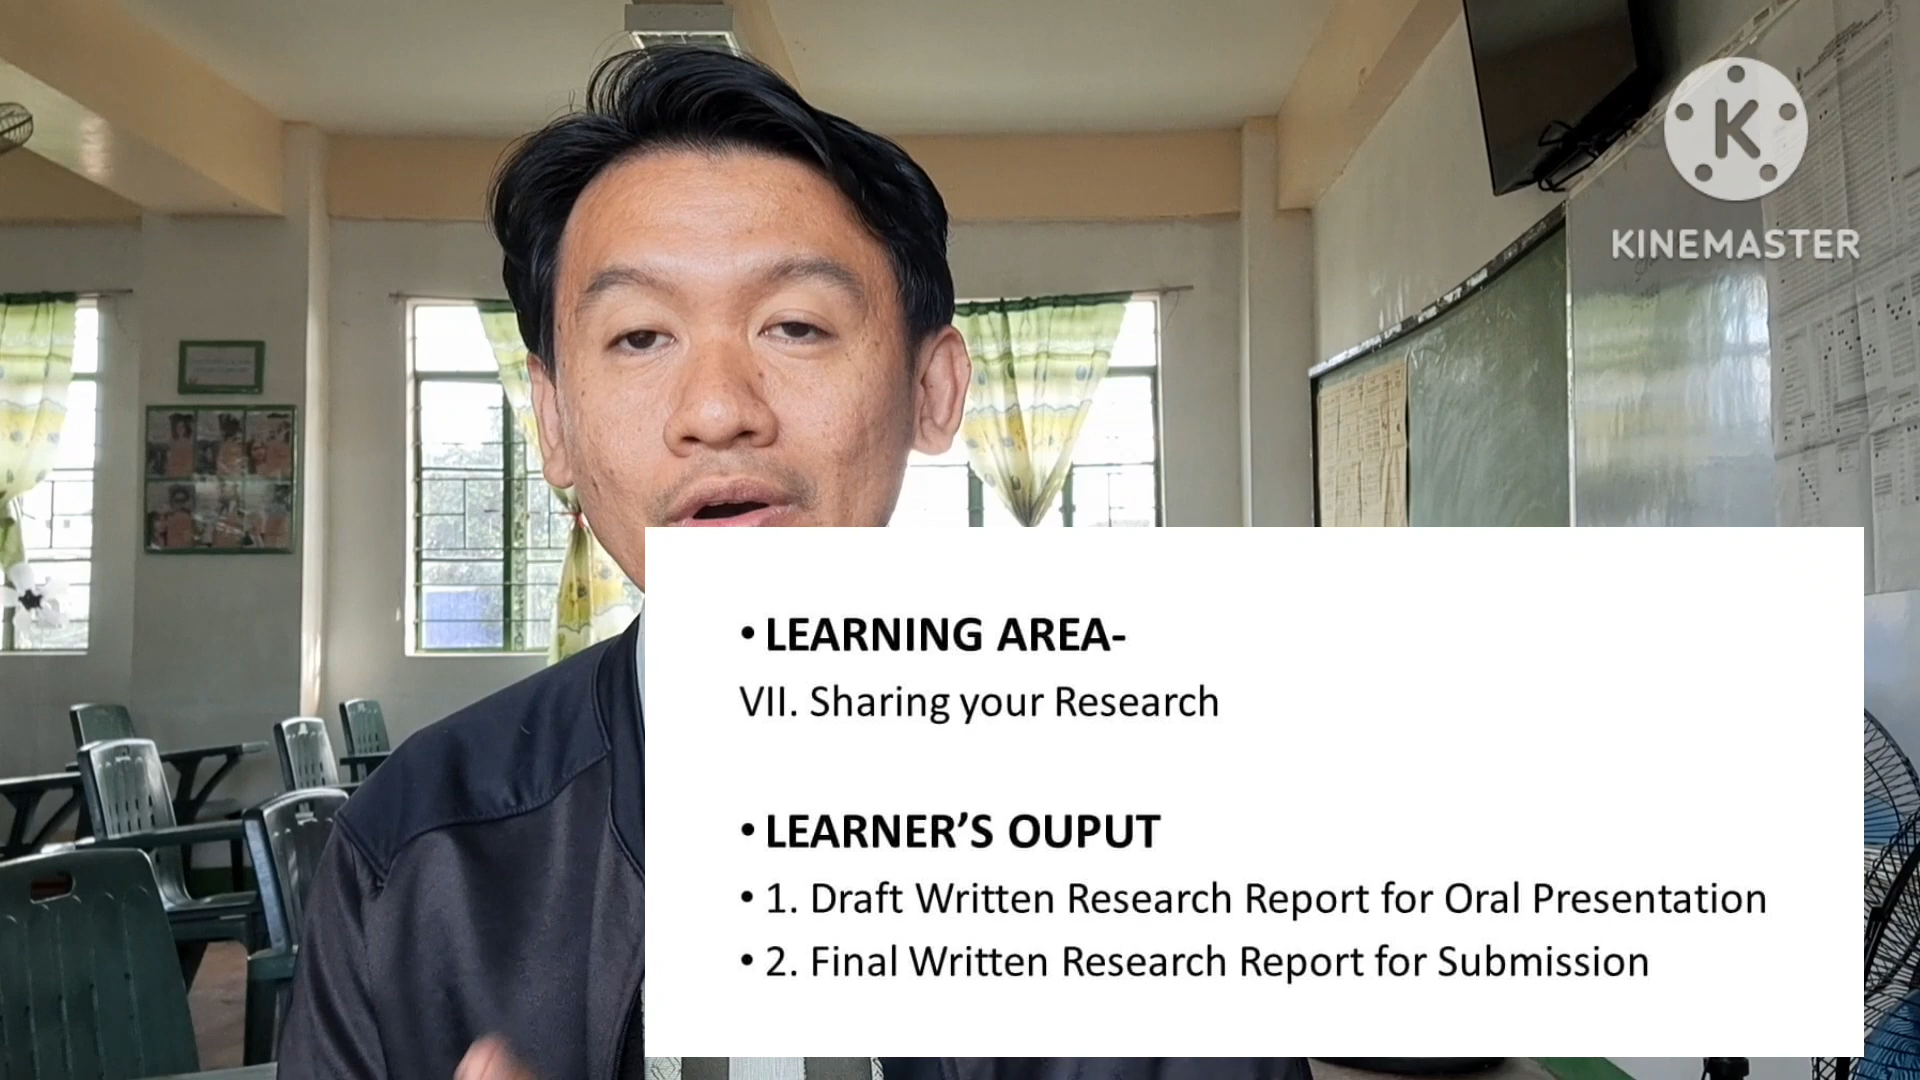 K
KINEMASTER
• LEARNING AREA-
VII. Sharing your Research
• LEARNER’S OUPUT
• 1. Draft Written Research Report for Oral Presentation
• 2. Final Written Research Report for Submission